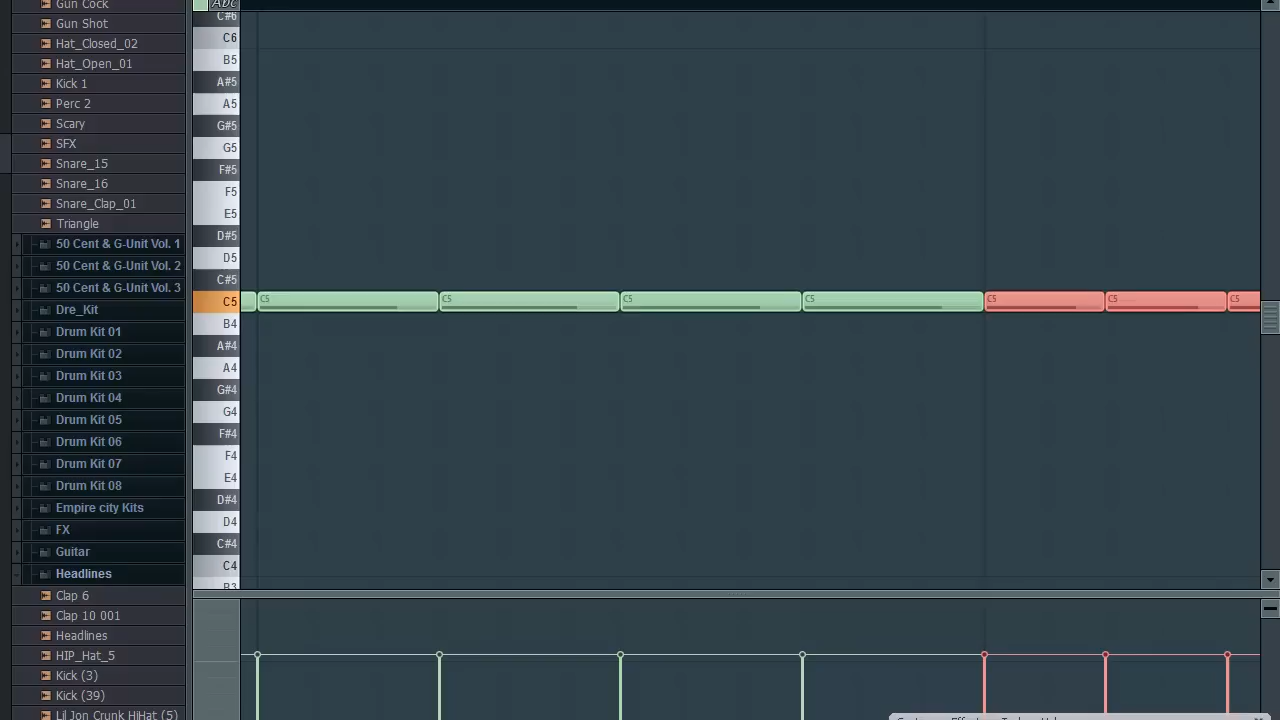 Gun Cock
Gun Shot
Hat_Closed_02
Hat_Open_01
Kick 1
Perc 2
Scary
SFX
Snare_15
Snare_16
Snare_Clap_01
Triangle
50 Cent & G-Unit Vol. 1
50 Cent & G-Unit Vol. 2
50 Cent & G-Unit Vol. 3
Dre_Kit
Drum Kit 01
Drum Kit 02
Drum Kit 03
Drum Kit 04
Drum Kit 05
Drum Kit 06
Drum Kit 07
Drum Kit 08
Empire city Kits
FX
Guitar
Headlines
Clap 6
Clap 10 001
Headlines
HIP_Hat_5
Kick (3)
Kick (39)
Lil Jon Crunk HiHat (5)
C#6
C6
B5
A#5
A5
G#5
G5
F#5
F5
E5
D#5
D5
C#5
C5
B4
A#4
A4
G#4
G4
F#4
F4
E4
D#4
D4
C#4
C4
B3
C5 C5 C5 C5 C5 C5 C5